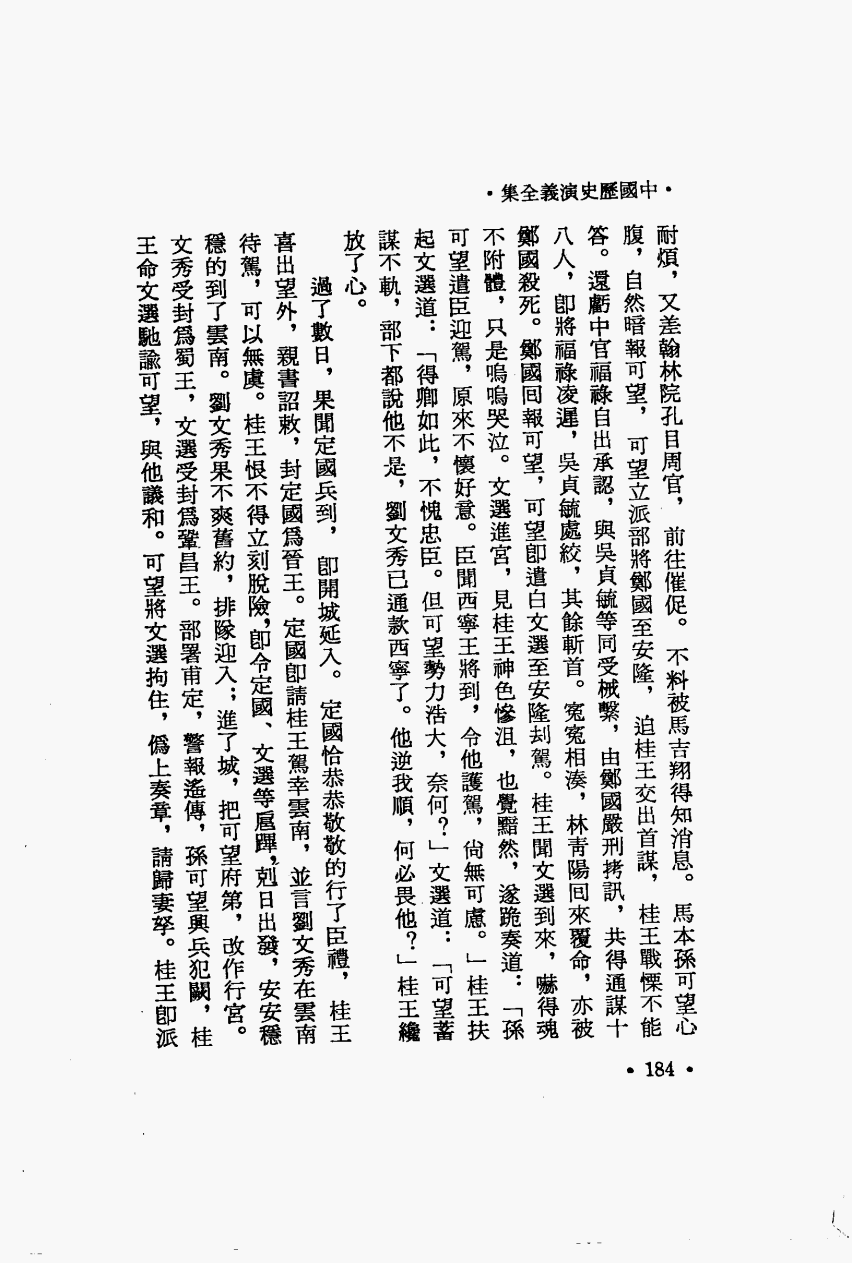 •中國歷史演義全集•
耐煩，又差翰林院孔目周官，前往催促。不料被馬吉翔得知消息。馬本孫可望心
腹，自然暗報可望，可望立派部將鄭國至安隆，迫桂王交出首謀，桂王戰慄不能
答。還虧中官福祿自出承認，與吳貞毓等同受械繫，由鄭國嚴刑拷訊，共得通謀十
八人，卽將福祿凌遲，吳貞毓處絞，其餘斬首。寃寃相湊，林靑陽回來覆命，亦被
鄭國殺死。鄭國回報可望，可望卽遣白文選至安隆刦駕。桂王聞文選到來，嚇得魂
不附體，只是嗚嗚哭泣。文選進宮，見桂王神色慘沮，也覺黯然，遂跪奏道：「孫
可望遣臣迎駕，原來不懷好意。臣聞西寧王將到，令他護駕，尙無可慮。」桂王扶
起文選道：「得卿如此，不愧忠臣。但可望勢力浩大，奈何？」文選道：「可望蓄
謀不軌，部下都說他不是，劉文秀已通款西寧了。他逆我順，何必畏他？」桂王纔
放了心。
過了數日，果聞定國兵到，卽開城延入。定國恰恭恭敬敬的行了臣禮，桂王
喜出望外，親書詔敕，封定國爲晉王。定國卽請桂王駕幸雲南，並言劉文秀在雲南
待駕，可以無虞。桂王恨不得立刻脫險，卽令定國、文選等扈蹕，剋日出發，安安穩
穩的到了雲南。劉文秀果不爽舊約，排隊迎入；進了城，把可望府第，改作行宮。
文秀受封爲蜀王，文選受封爲鞏昌王。部署甫定，警報遙傳，孫可望興兵犯闕，桂
王命文選馳諭可望，與他議和。可望將文選拘住，僞上奏章，請歸妻孥。桂王卽派
•184•